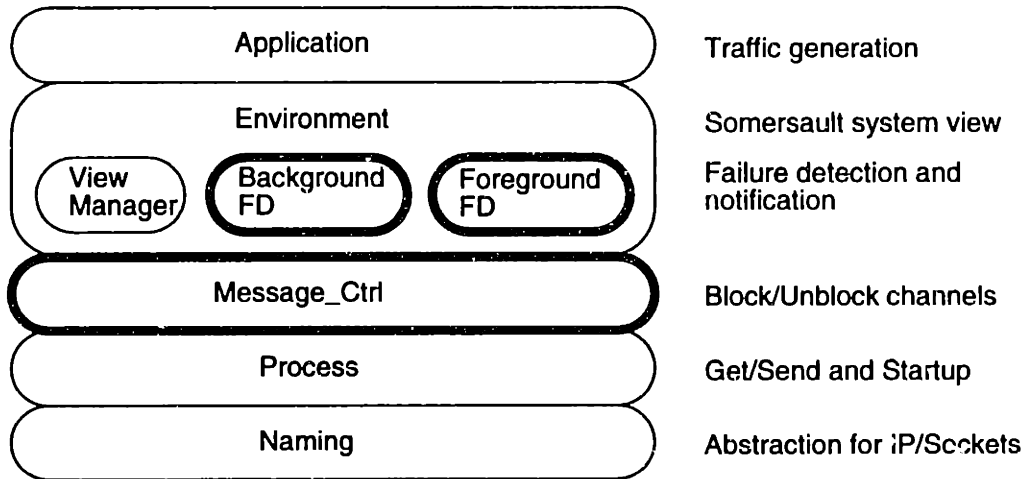 Application
Traffic generation
Environment
Somersault system view
View
Manager
Background
FD
Foreground
FD
Failure detection and
notification
Message_Ctrl
Block/Unblock channels
Process
Get/Send and Startup
Naming
Abstraction for IP/Sockets